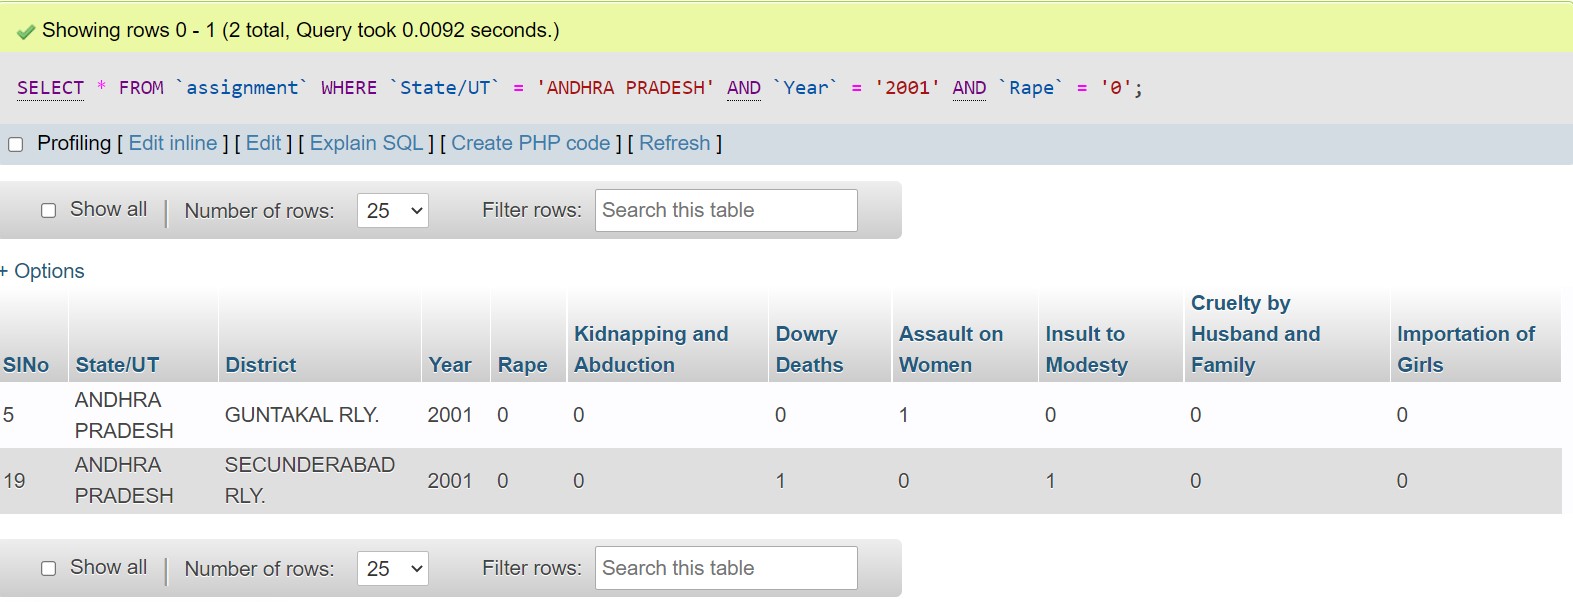 Showing rows 0 - 1 (2 total, Query took 0.0092 seconds.)
SELECT * FROM `assignment` WHERE `State/UT` = 'ANDHRA PRADESH' AND `Year` = '2001' AND `Rape` = '0';
Profiling [ Edit inline ] [ Edit ] [ Explain SQL ] [ Create PHP code ] [ Refresh ]
Show all Number of rows: 25 Filter rows: Search this table
+ Options
SlNo State/UT District Year Rape Kidnapping and Abduction Dowry Deaths Assault on Women Insult to Modesty Cruelty by Husband and Family Importation of Girls
5 ANDHRA PRADESH GUNTAKAL RLY. 2001 0 0 0 1 0 0 0
19 ANDHRA PRADESH SECUNDERABAD RLY. 2001 0 0 1 0 1 0 0
Show all Number of rows: 25 Filter rows: Search this table